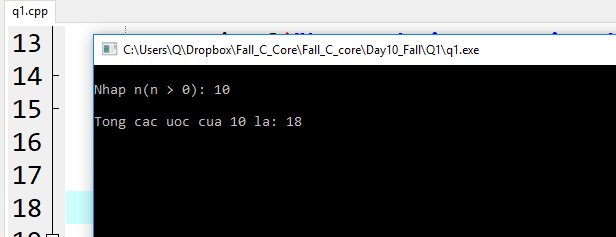 q1.cpp
13
14
15
16
17
18
C:\Users\Q\Dropbox\Fall_C_Core\Fall_C_core\Day10_Fall\Q1\q1.exe
Nhap n(n > 0): 10
Tong cac uoc cua 10 la: 18